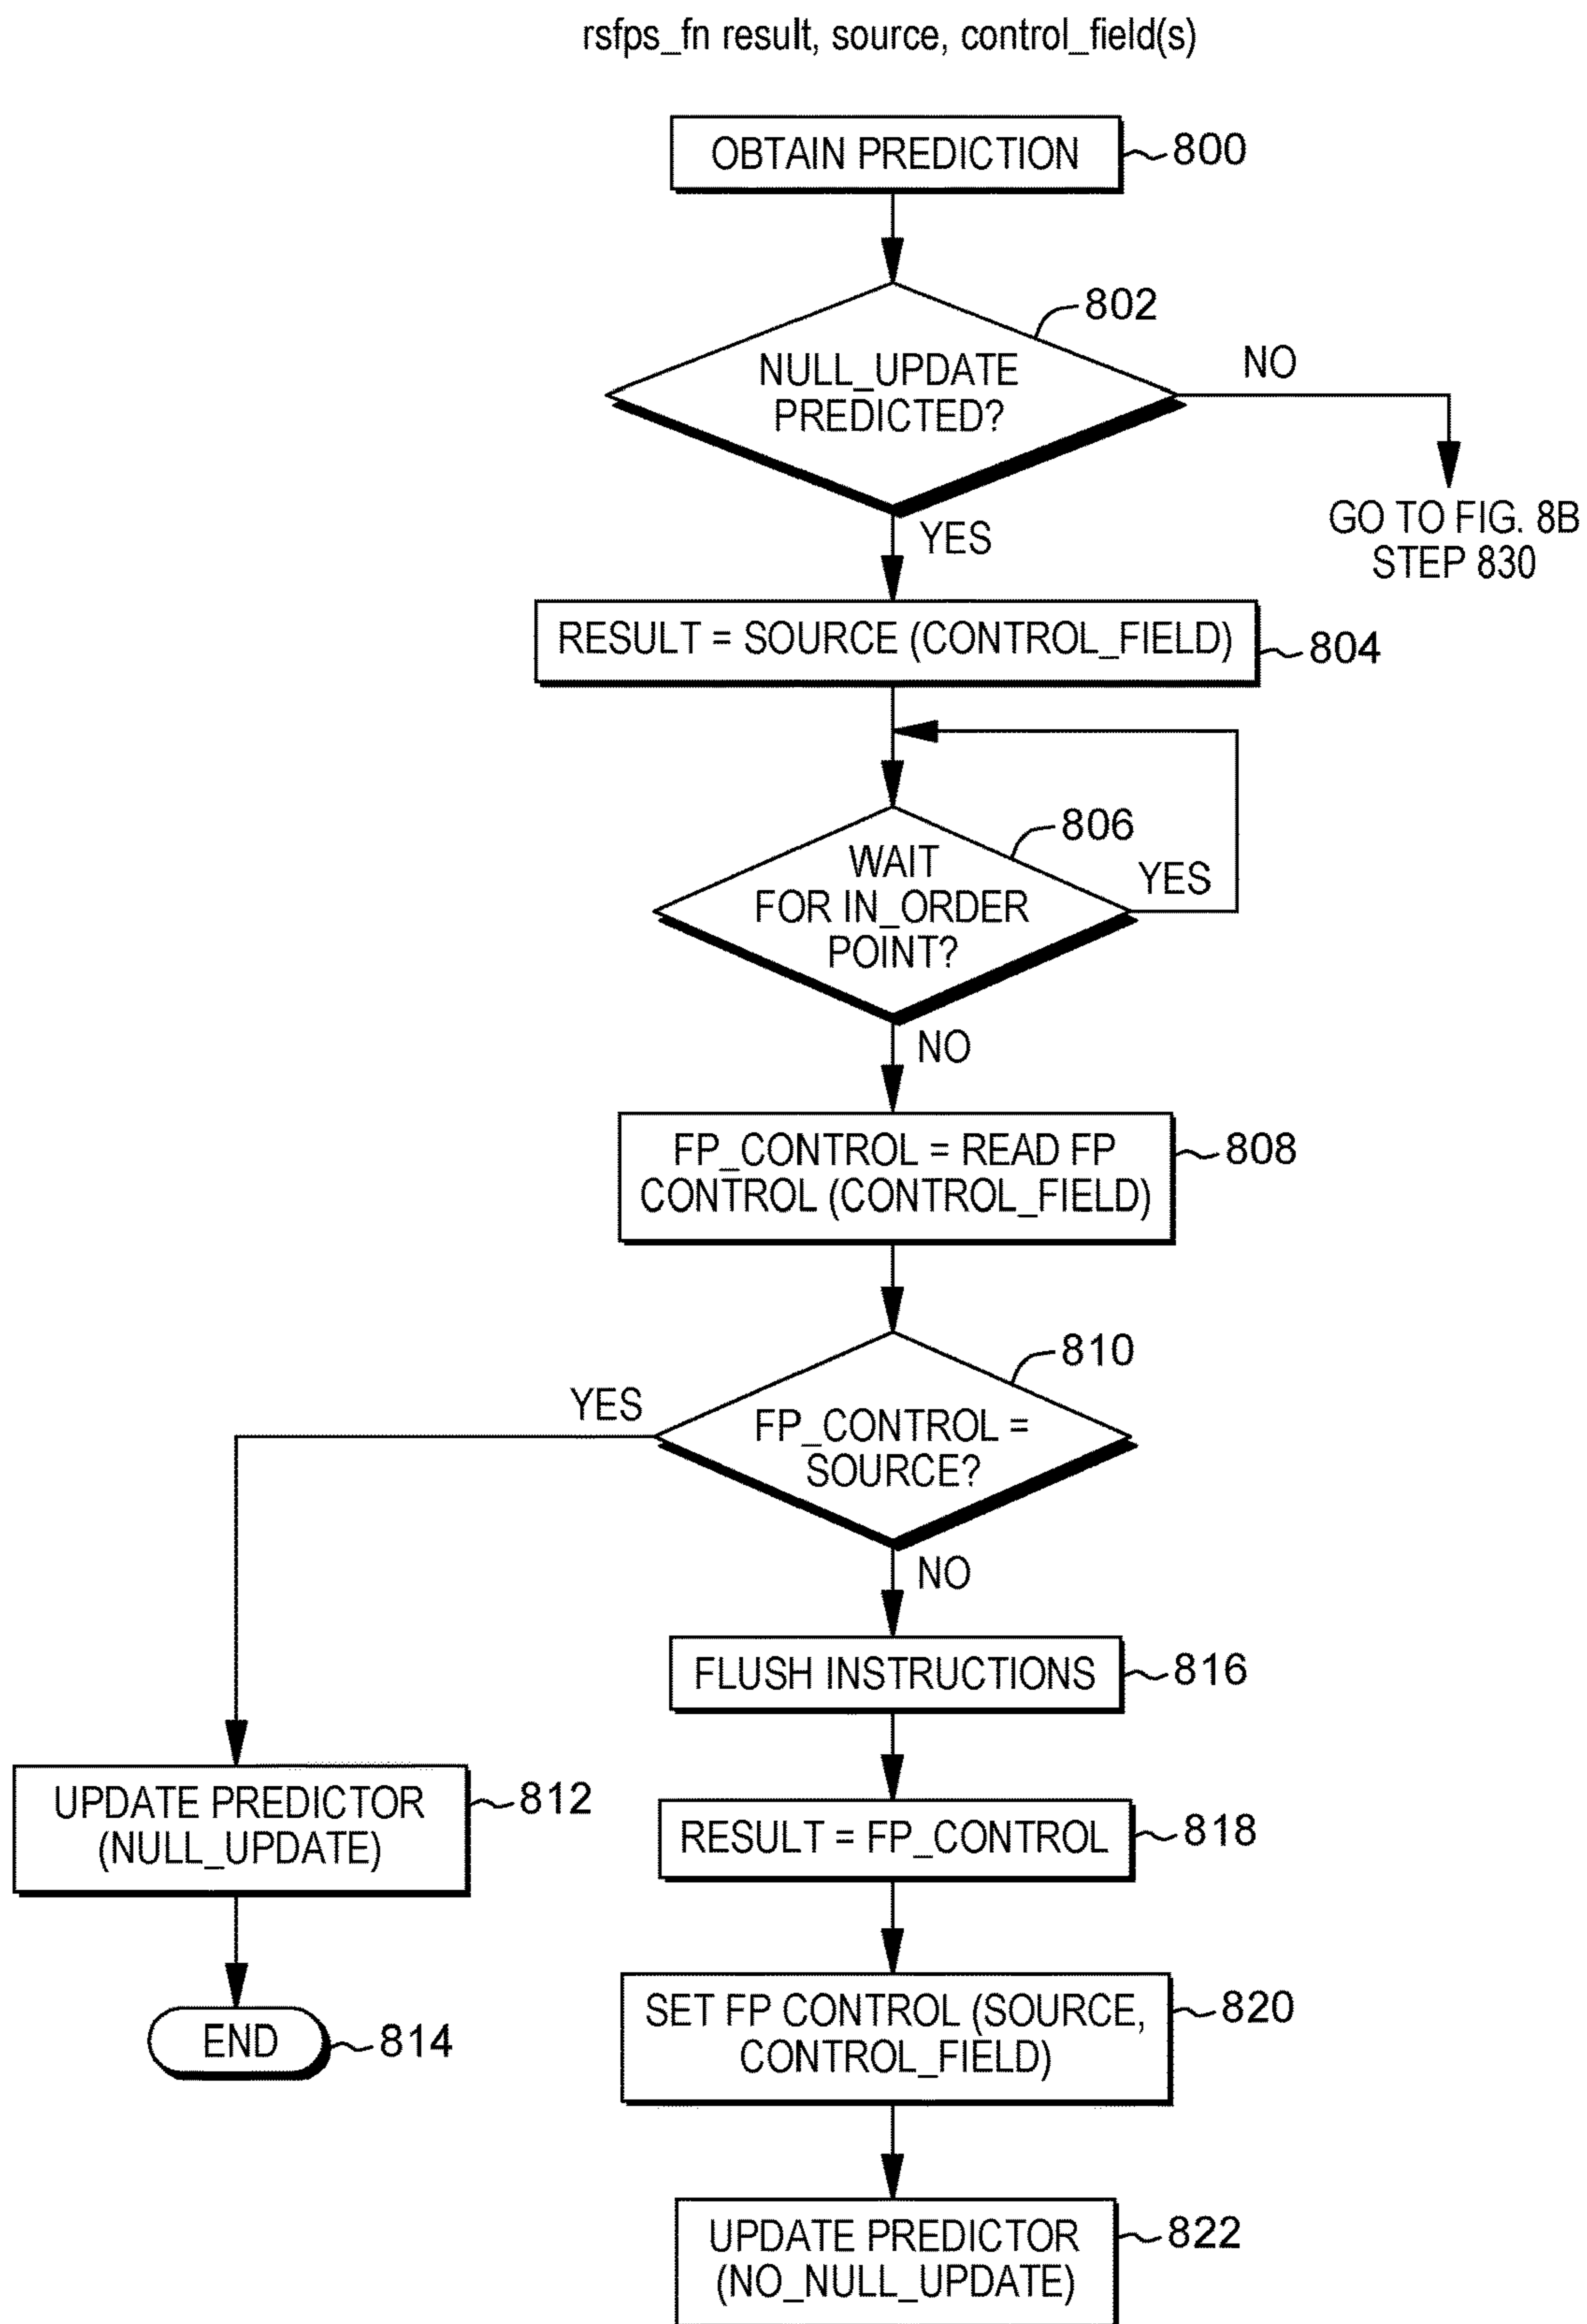 rsfps_fn result, source, control_field(s)
OBTAIN PREDICTION
800
802
NULL_UPDATE
PREDICTED?
NO
GO TO FIG. 8B
STEP 830
YES
RESULT = SOURCE (CONTROL_FIELD)
804
806
WAIT
FOR IN_ORDER
POINT?
YES
NO
FP_CONTROL = READ FP
CONTROL (CONTROL_FIELD)
808
810
YES
FP_CONTROL =
SOURCE?
NO
FLUSH INSTRUCTIONS
816
UPDATE PREDICTOR
(NULL_UPDATE)
812
RESULT = FP_CONTROL
818
END
814
SET FP CONTROL (SOURCE,
CONTROL_FIELD)
820
UPDATE PREDICTOR
(NO_NULL_UPDATE)
822